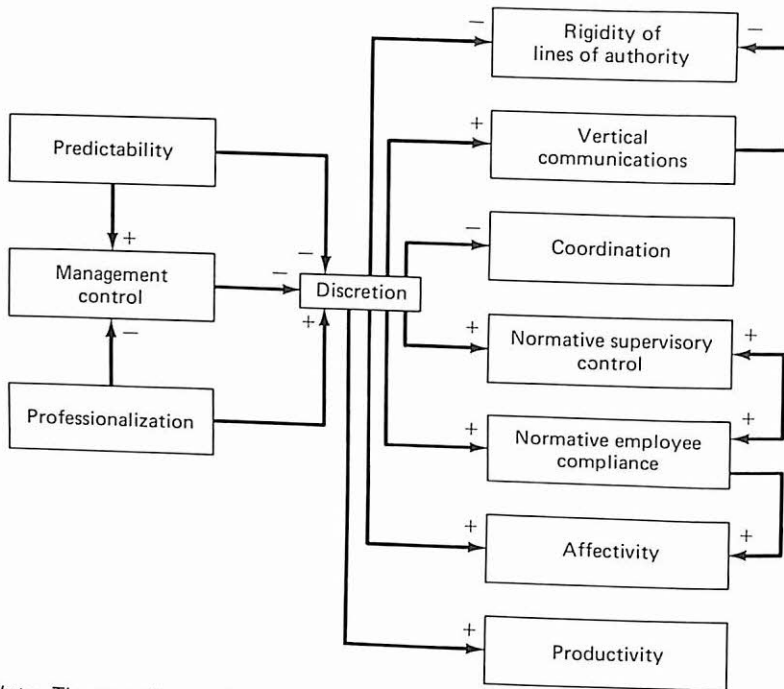 Rigidity of
lines of authority
Predictability
Vertical
communications
Management
control
Discretion
Coordination
Normative supervisory
control
Professionalization
Normative employee
compliance
Affectivity
Productivity
− − + + − − − − + + + + + + + +